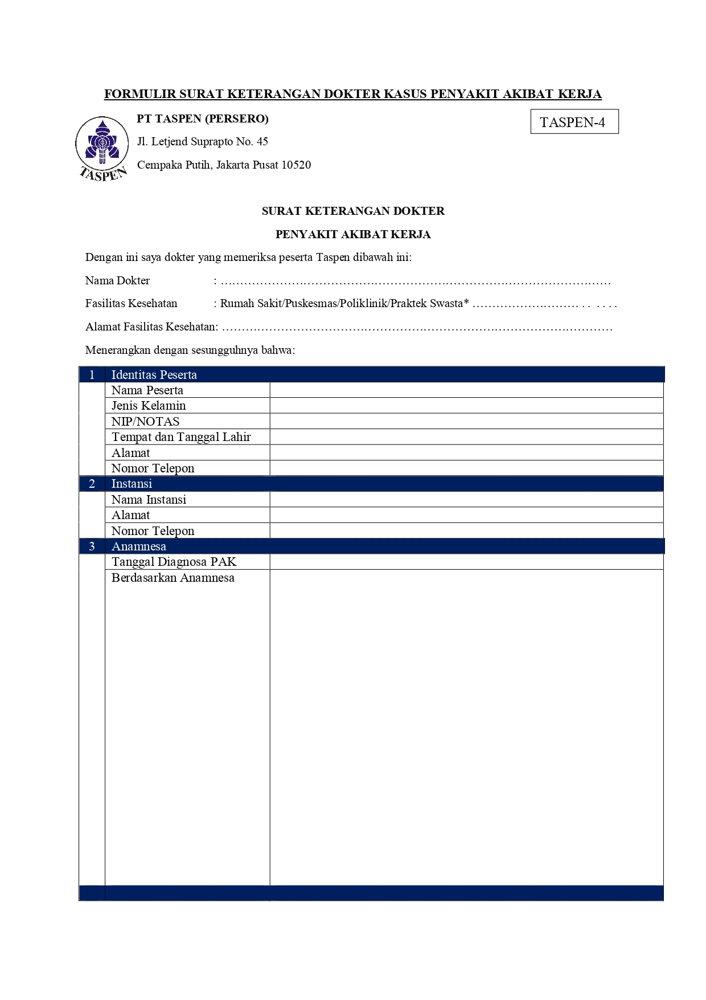 FORMULIR SURAT KETERANGAN DOKTER KASUS PENYAKIT AKIBAT KERJA
PT TASPEN (PERSERO)
TASPEN-4
Jl. Letjend Suprapto No. 45
Cempaka Putih, Jakarta Pusat 10520
TASPEN
SURAT KETERANGAN DOKTER
PENYAKIT AKIBAT KERJA
Dengan ini saya dokter yang memeriksa peserta Taspen dibawah ini:
Nama Dokter : ………………………………………………………………………………………
Fasilitas Kesehatan : Rumah Sakit/Puskesmas/Poliklinik/Praktek Swasta* ……………………… . . . . . .
Alamat Fasilitas Kesehatan: ………………………………………………………………………………………
Menerangkan dengan sesungguhnya bahwa:
1 Identitas Peserta
Nama Peserta
Jenis Kelamin
NIP/NOTAS
Tempat dan Tanggal Lahir
Alamat
Nomor Telepon
2 Instansi
Nama Instansi
Alamat
Nomor Telepon
3 Anamnesa
Tanggal Diagnosa PAK
Berdasarkan Anamnesa